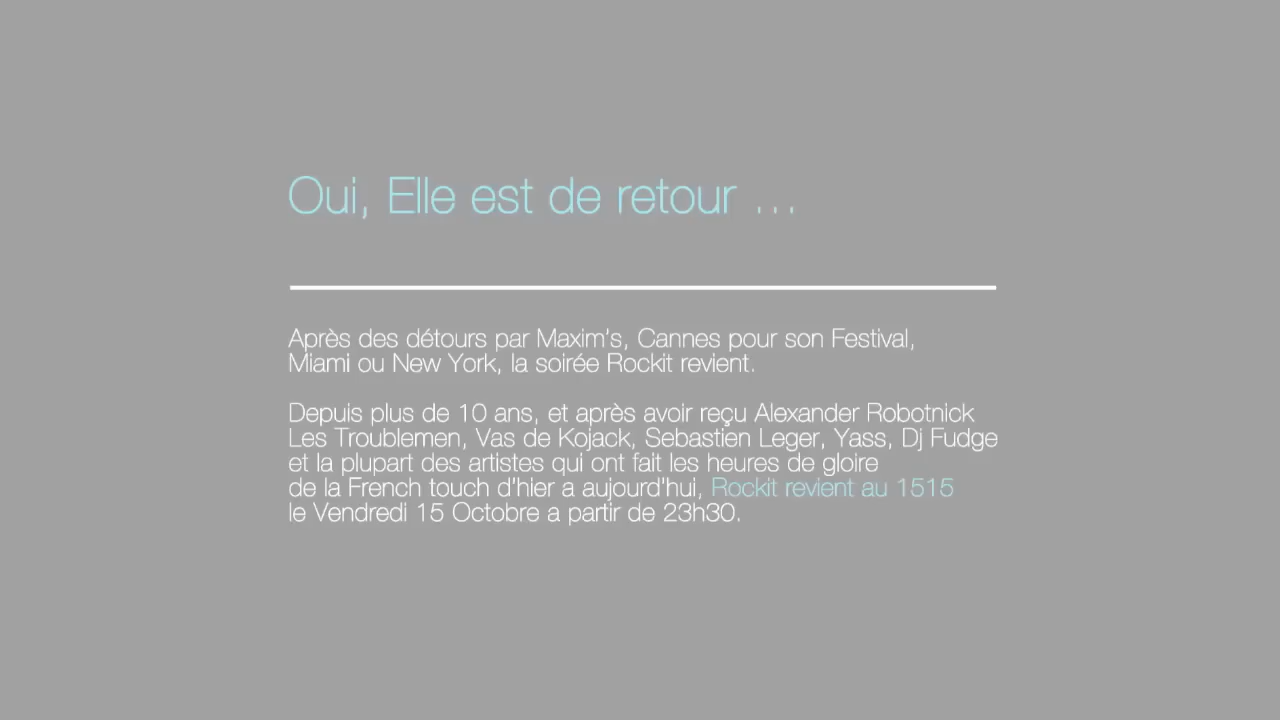 Oui, Elle est de retour ...
Après des détours par Maxim's, Cannes pour son Festival,
Miami ou New York, la soirée Rockit revient.
Depuis plus de 10 ans, et après avoir reçu Alexander Robotnick
Les Troublemen, Vas de Kojack, Sebastien Leger, Yass, Dj Fudge
et la plupart des artistes qui ont fait les heures de gloire
de la French touch d'hier a aujourd'hui, Rockit revient au 1515
le Vendredi 15 Octobre a partir de 23h30.